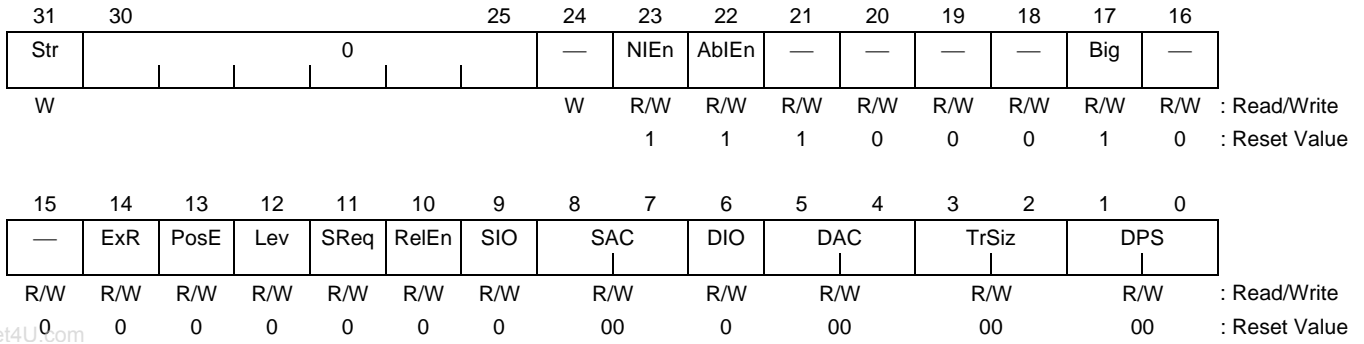 31 30 25 24 23 22 21 20 19 18 17 16
Str 0 — NIEn AbIEn — — — — Big —
W W R/W R/W R/W R/W R/W R/W R/W R/W : Read/Write
1 1 1 0 0 0 1 0 : Reset Value
15 14 13 12 11 10 9 8 7 6 5 4 3 2 1 0
— ExR PosE Lev SReq RelEn SIO SAC DIO DAC TrSiz DPS
R/W R/W R/W R/W R/W R/W R/W R/W R/W R/W R/W R/W : Read/Write
0 0 0 0 0 0 0 00 0 00 00 00 : Reset Value
et4U.com